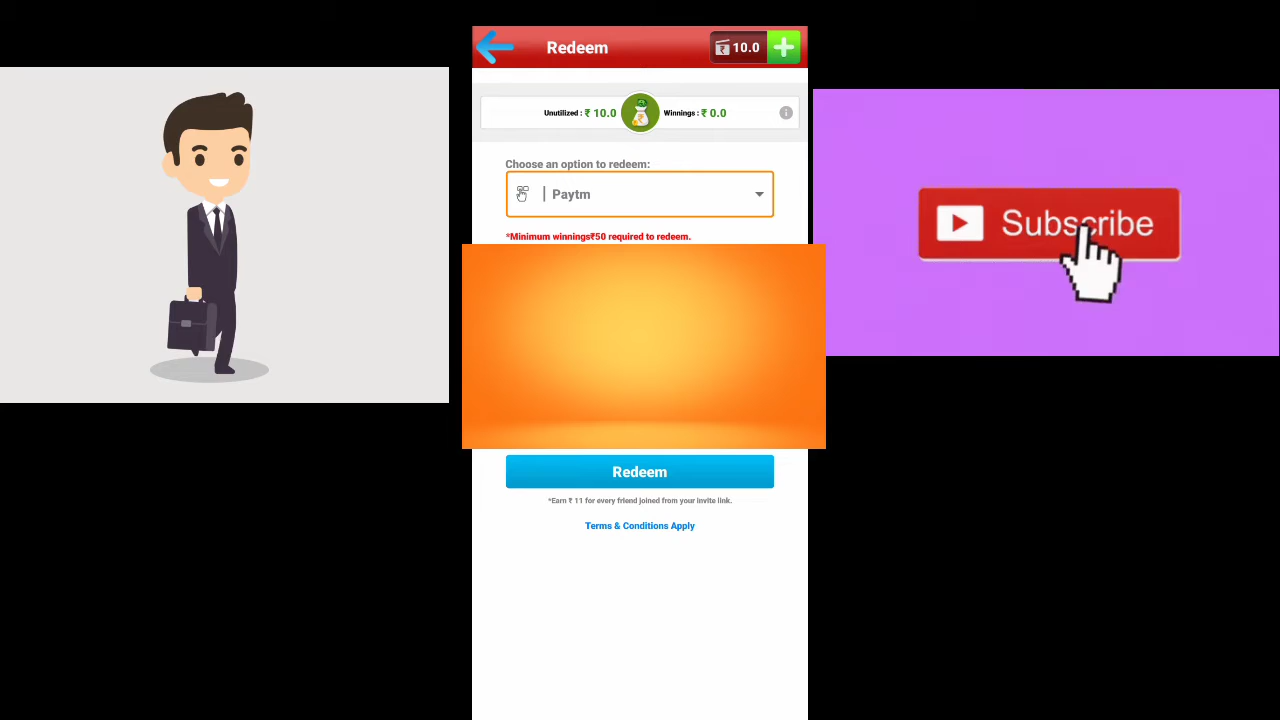 Redeem
10.0
Unutilized : ₹ 10.0
Winnings : ₹ 0.0
Choose an option to redeem:
Paytm
*Minimum winnings₹50 required to redeem.
Subscribe
Redeem
*Earn ₹ 11 for every friend joined from your invite link.
Terms & Conditions Apply